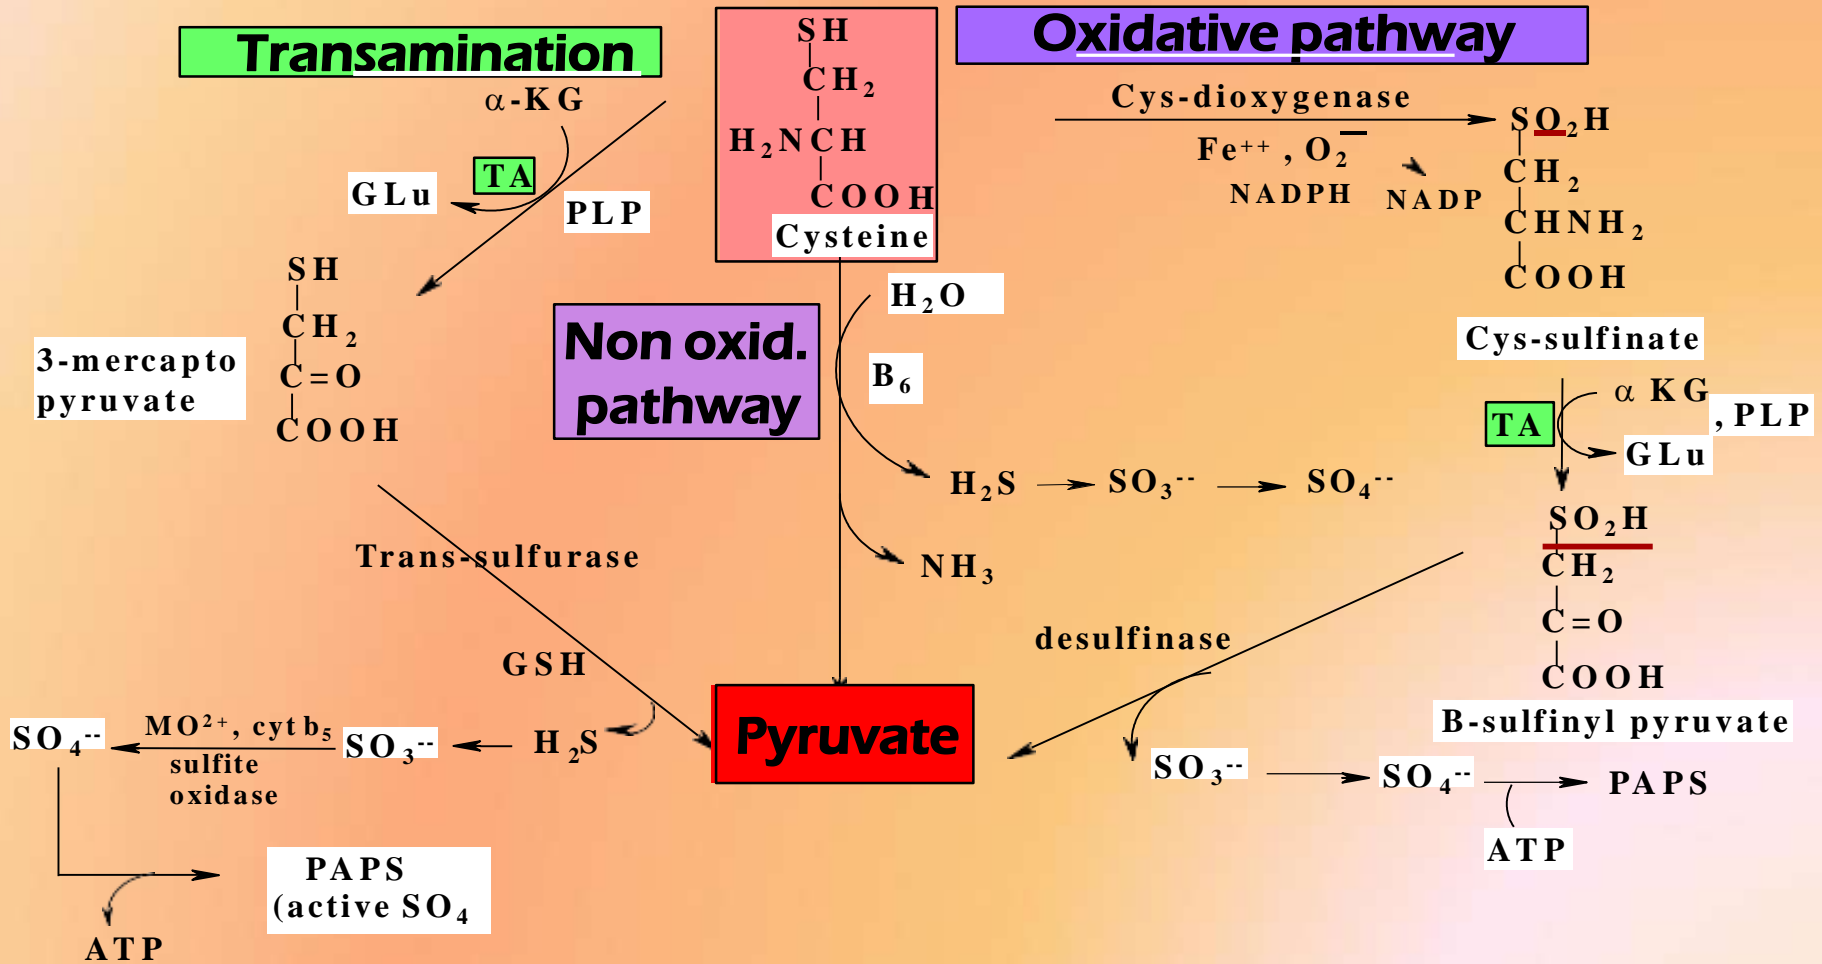 Transamination
α-KG
TA
GLu
PLP
SH
CH₂
C=O
COOH
3-mercapto
pyruvate
Trans-sulfurase
GSH
H₂S
SO₃--
MO²⁺, cyt b₅
sulfite
oxidase
SO₄--
ATP
PAPS
(active SO₄
SH
CH₂
H₂NCH
COOH
Cysteine
Non oxid.
pathway
H₂O
B₆
H₂S
SO₃--
SO₄--
NH₃
Pyruvate
Oxidative pathway
Cys-dioxygenase
Fe⁺⁺ , O₂¯
NADPH
NADP
SO₂H
CH₂
CHNH₂
COOH
Cys-sulfinate
α KG
, PLP
TA
GLu
SO₂H
CH₂
C=O
COOH
B-sulfinyl pyruvate
desulfinase
SO₃--
SO₄--
PAPS
ATP